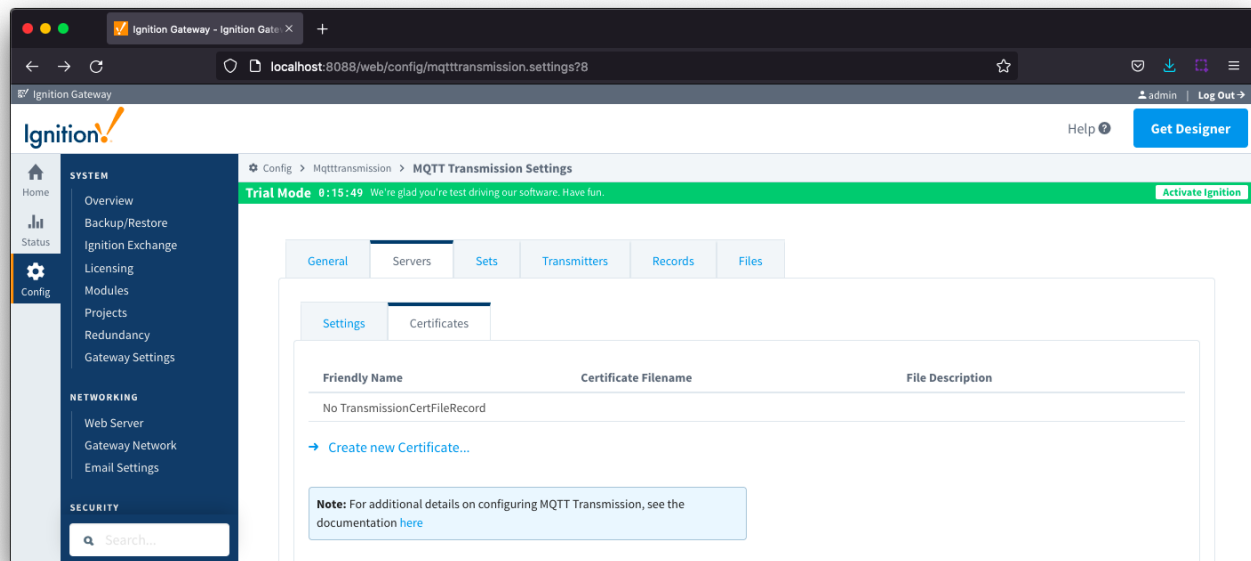 Ignition Gateway - Ignition Gate
localhost:8088/web/config/mqtttransmission.settings?8
Ignition Gateway
admin | Log Out
Ignition!
Help
Get Designer
Config > Mqtttransmission > MQTT Transmission Settings
Trial Mode 0:15:49 We're glad you're test driving our software. Have fun.
Activate Ignition
Home
Status
Config
SYSTEM
Overview
Backup/Restore
Ignition Exchange
Licensing
Modules
Projects
Redundancy
Gateway Settings
NETWORKING
Web Server
Gateway Network
Email Settings
SECURITY
Search...
General Servers Sets Transmitters Records Files
Settings Certificates
Friendly Name Certificate Filename File Description
No TransmissionCertFileRecord
→ Create new Certificate...
Note: For additional details on configuring MQTT Transmission, see the
documentation here